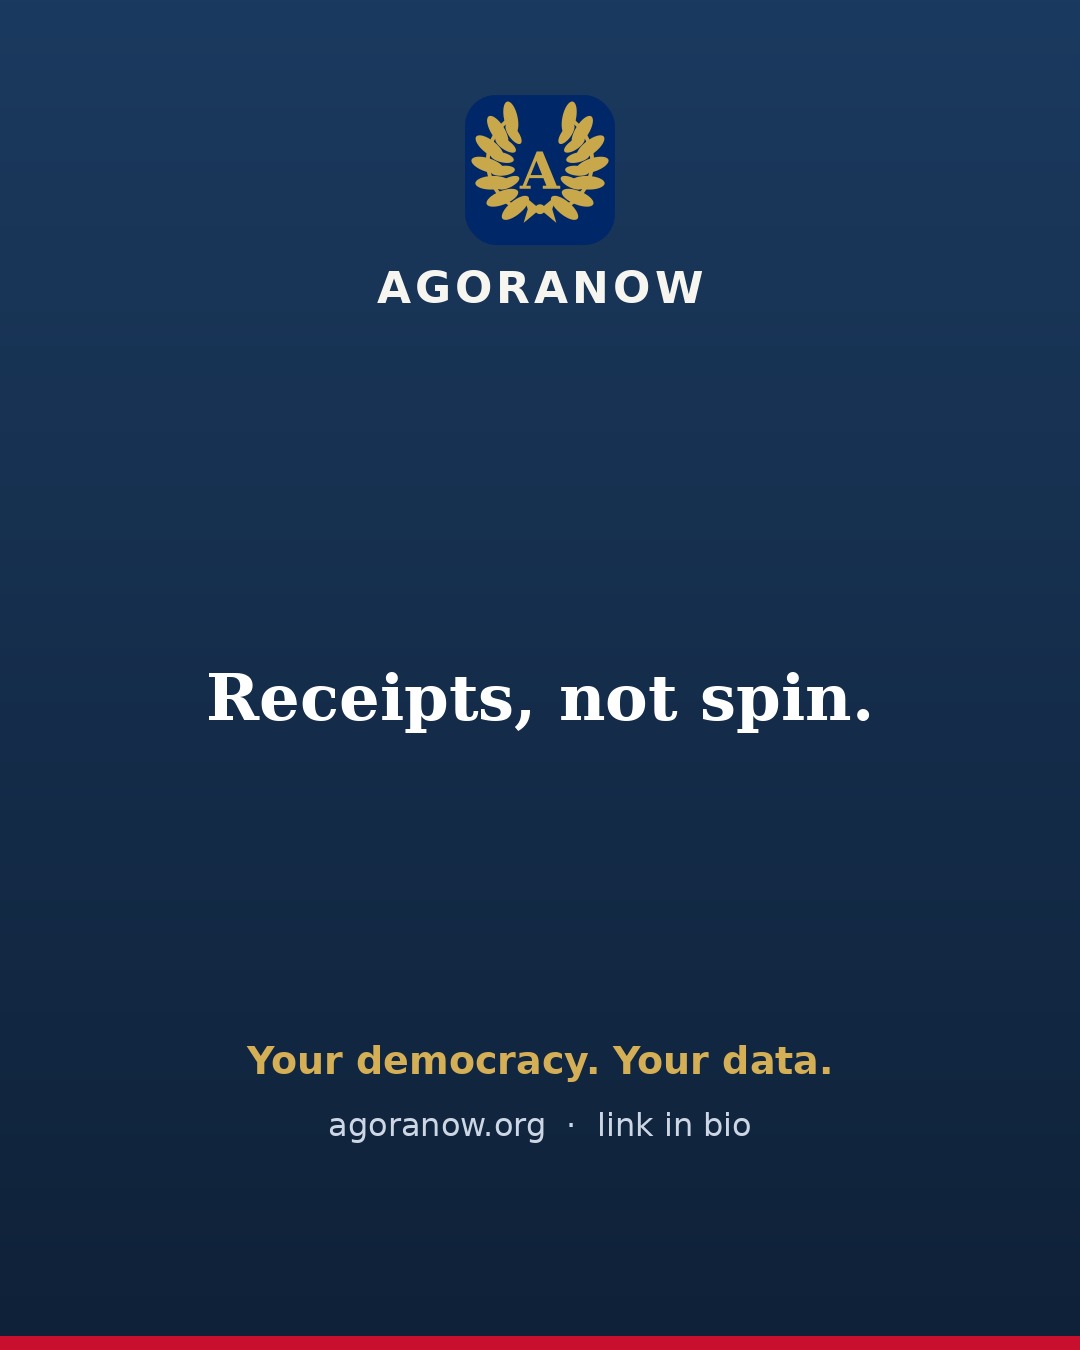 A
AGORANOW
Receipts, not spin.
Your democracy. Your data.
agoranow.org · link in bio